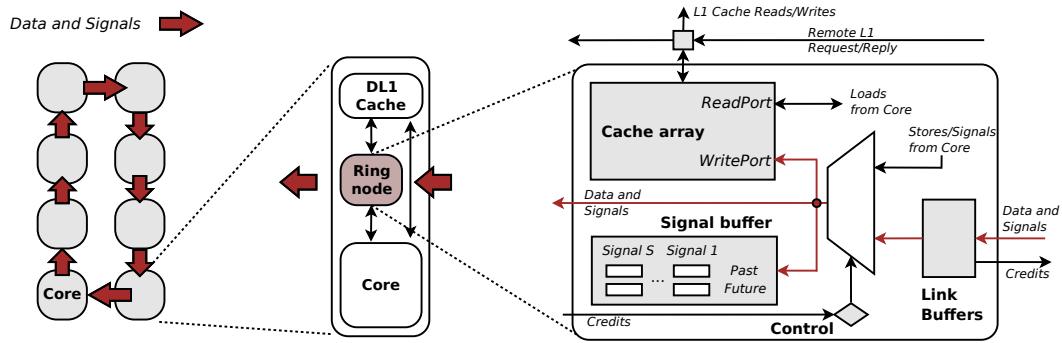 Data and Signals
Core
DL1
Cache
Ring
node
Core
L1 Cache Reads/Writes
Remote L1
Request/Reply
ReadPort
Cache array
WritePort
Loads
from Core
Stores/Signals
from Core
Data and
Signals
Signal buffer
Signal S
Signal 1
...
Past
Future
Data and
Signals
Credits
Link
Buffers
Credits
Control